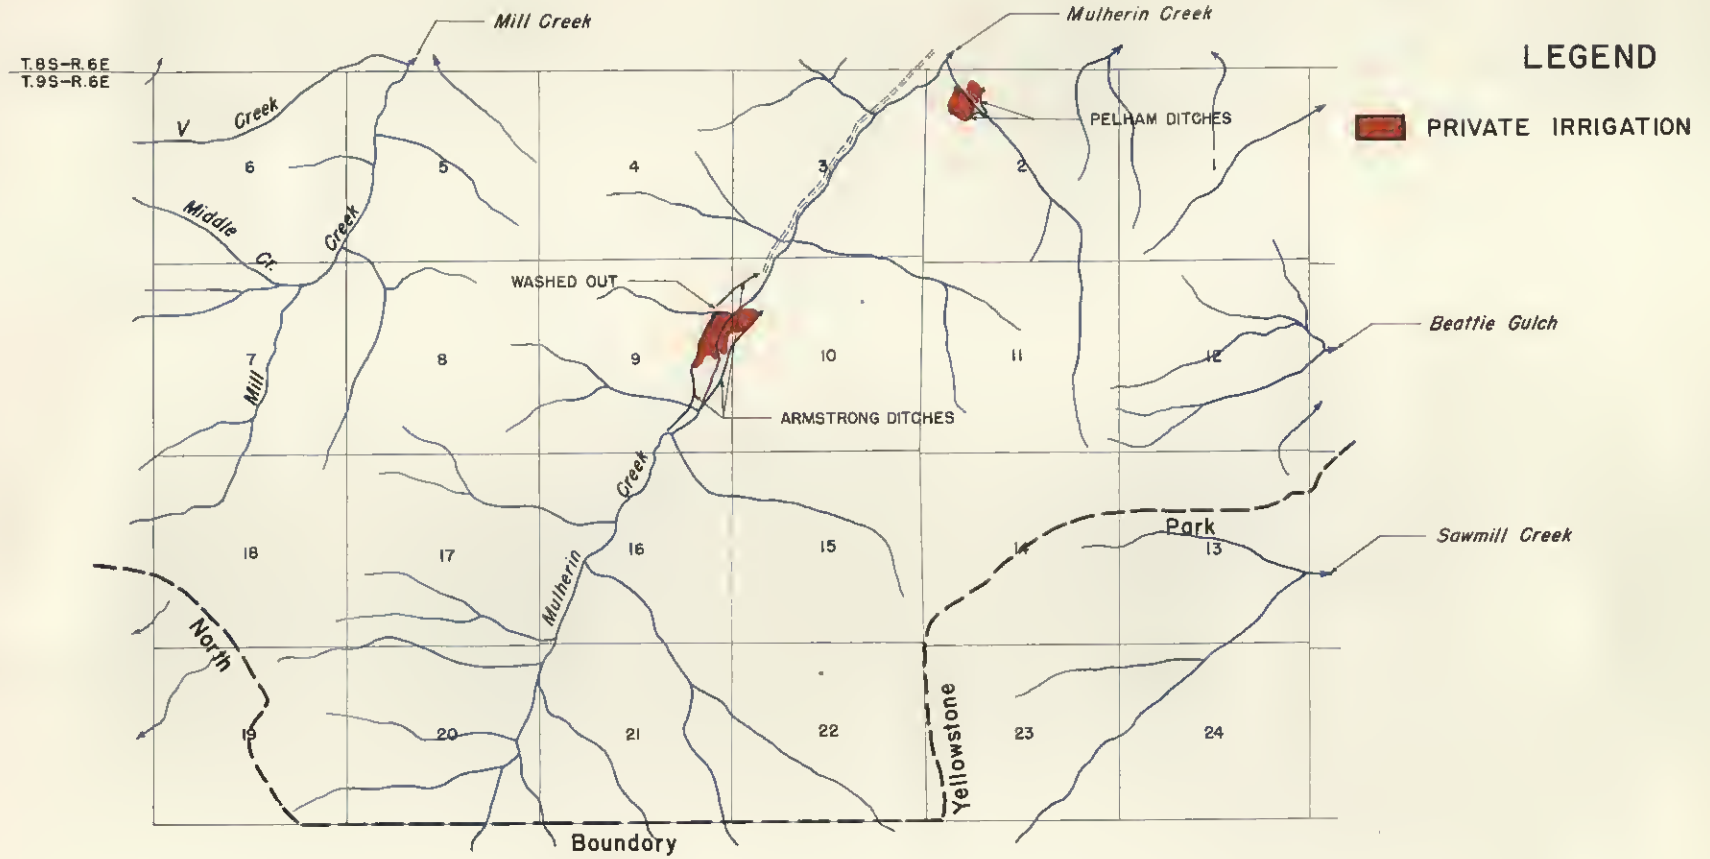 Mill Creek
Mulherin Creek
T.8S-R.6E
T.9S-R.6E
LEGEND
PRIVATE IRRIGATION
V Creek
PELHAM DITCHES
6
5
4
3
2
1
Middle Cr.
Creek
WASHED OUT
Beattie Gulch
7
Mill
8
9
10
11
12
ARMSTRONG DITCHES
Creek
Park
Sawmill Creek
18
17
16
15
14
13
Mulherin
North
19
20
21
22
Yellowstone
23
24
Boundory